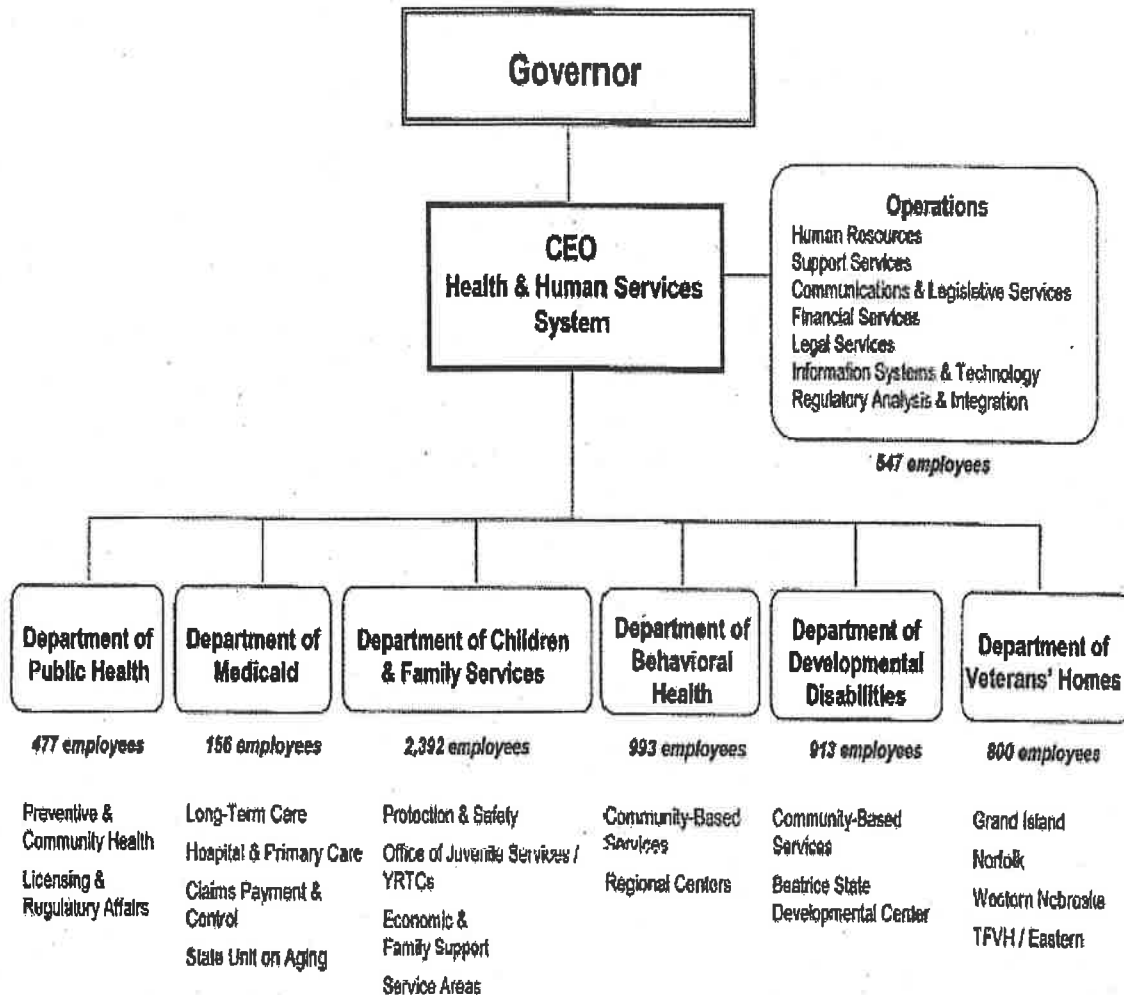 Governor
CEO
Health & Human Services
System
Operations
Human Resources
Support Services
Communications & Legislative Services
Financial Services
Legal Services
Information Systems & Technology
Regulatory Analysis & Integration
547 employees
Department of
Public Health
477 employees
Preventive &
Community Health
Licensing &
Regulatory Affairs
Department of
Medicaid
156 employees
Long-Term Care
Hospital & Primary Care
Claims Payment &
Control
State Unit on Aging
Department of Children
& Family Services
2,392 employees
Protection & Safety
Office of Juvenile Services /
YRTCs
Economic &
Family Support
Service Areas
Department of
Behavioral
Health
993 employees
Community-Based
Services
Regional Centers
Department of
Developmental
Disabilities
913 employees
Community-Based
Services
Beatrice State
Developmental Center
Department of
Veterans' Homes
800 employees
Grand Island
Norfolk
Western Nebraska
TFVH / Eastern